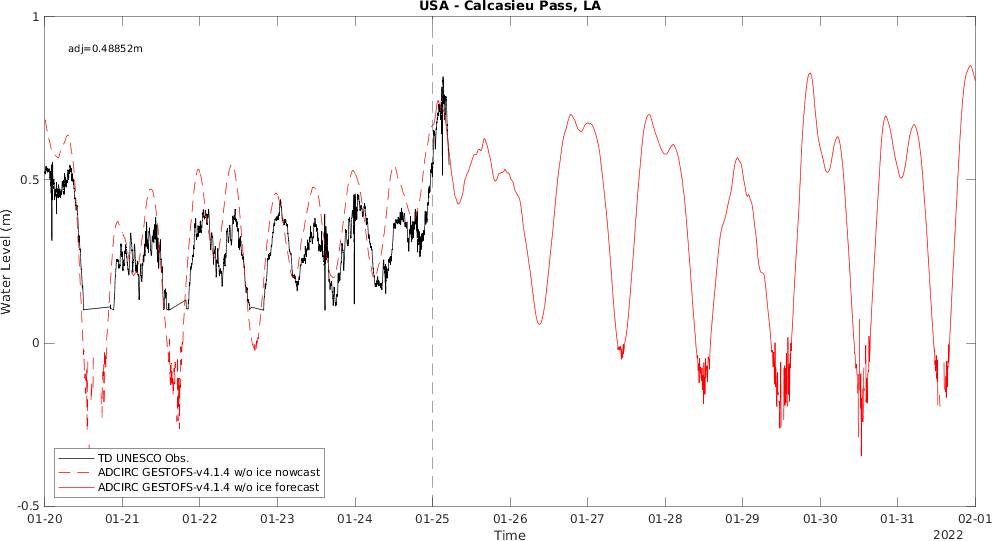 USA - Calcasieu Pass, LA
adj=0.48852m
1
0.5
0
-0.5
Water Level (m)
TD UNESCO Obs.
ADCIRC GESTOFS-v4.1.4 w/o ice nowcast
ADCIRC GESTOFS-v4.1.4 w/o ice forecast
01-20 01-21 01-22 01-23 01-24 01-25 01-26 01-27 01-28 01-29 01-30 01-31 02-01
Time
2022